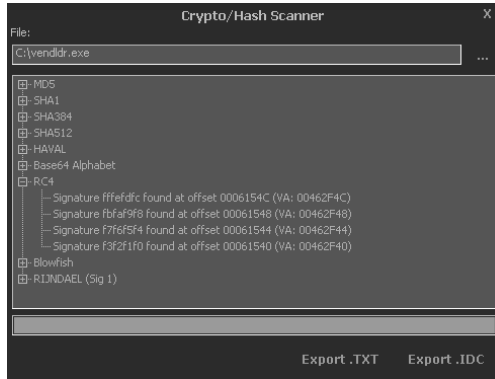 Crypto/Hash Scanner
X
File:
C:\vendldr.exe
...
MD5
SHA1
SHA384
SHA512
HAVAL
Base64 Alphabet
RC4
Signature fffefdfc found at offset 0006154C (VA: 00462F4C)
Signature fbfaf9f8 found at offset 00061548 (VA: 00462F48)
Signature f7f6f5f4 found at offset 00061544 (VA: 00462F44)
Signature f3f2f1f0 found at offset 00061540 (VA: 00462F40)
Blowfish
RIJNDAEL (Sig 1)
Export .TXT
Export .IDC